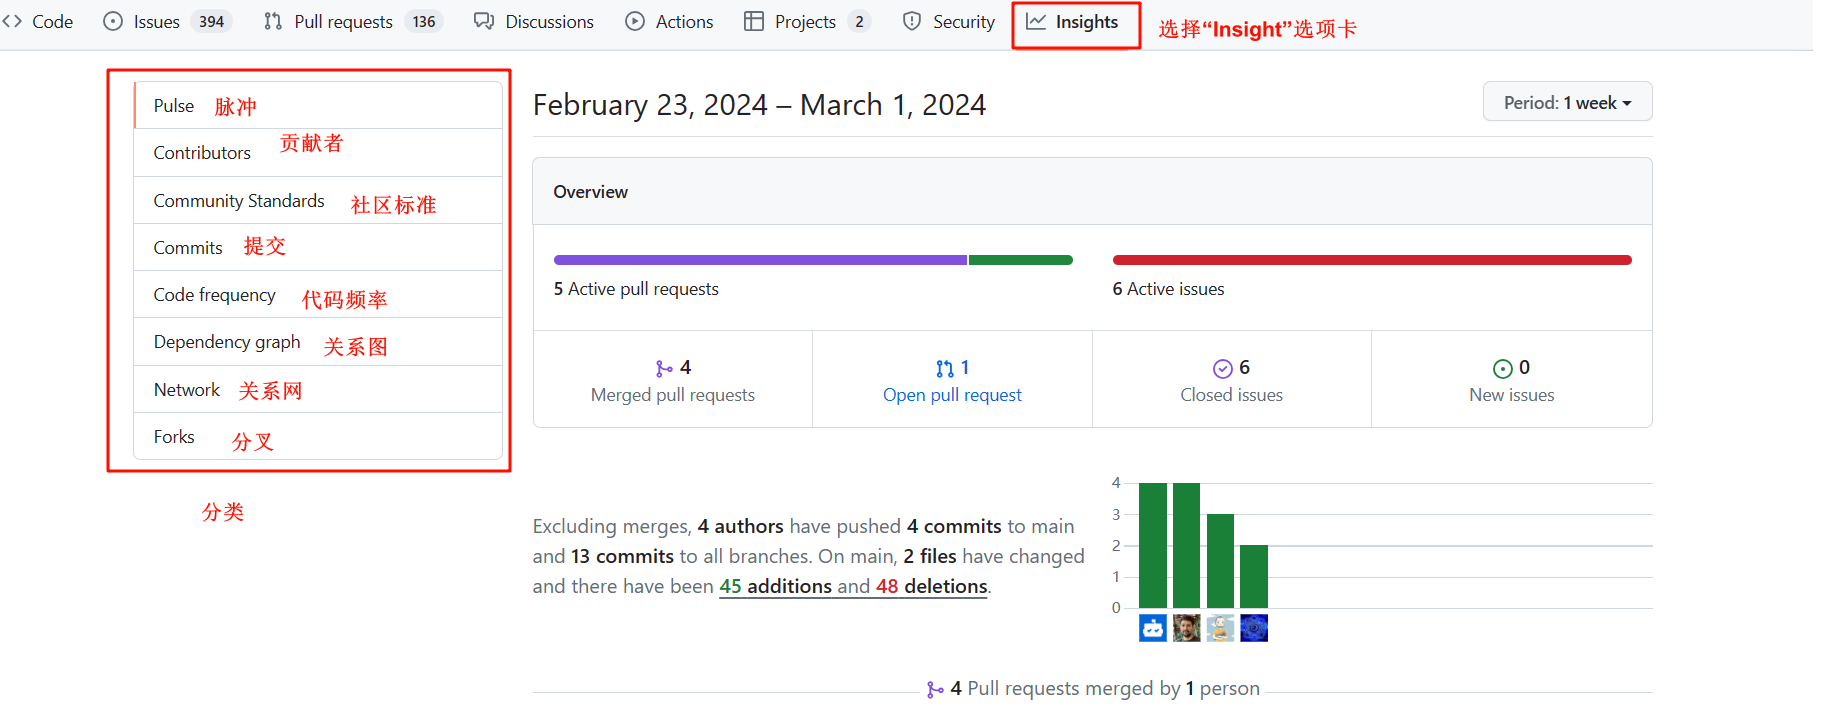 Code Issues 394 Pull requests 136 Discussions Actions Projects 2 Security Insights 选择“Insight”选项卡
Pulse 脉冲
Contributors 贡献者
Community Standards 社区标准
Commits 提交
Code frequency 代码频率
Dependency graph 关系图
Network 关系网
Forks 分叉
分类
February 23, 2024 – March 1, 2024
Period: 1 week
Overview
5 Active pull requests
6 Active issues
4
Merged pull requests
1
Open pull request
6
Closed issues
0
New issues
Excluding merges, 4 authors have pushed 4 commits to main
and 13 commits to all branches. On main, 2 files have changed
and there have been 45 additions and 48 deletions.
4
3
2
1
0
4 Pull requests merged by 1 person